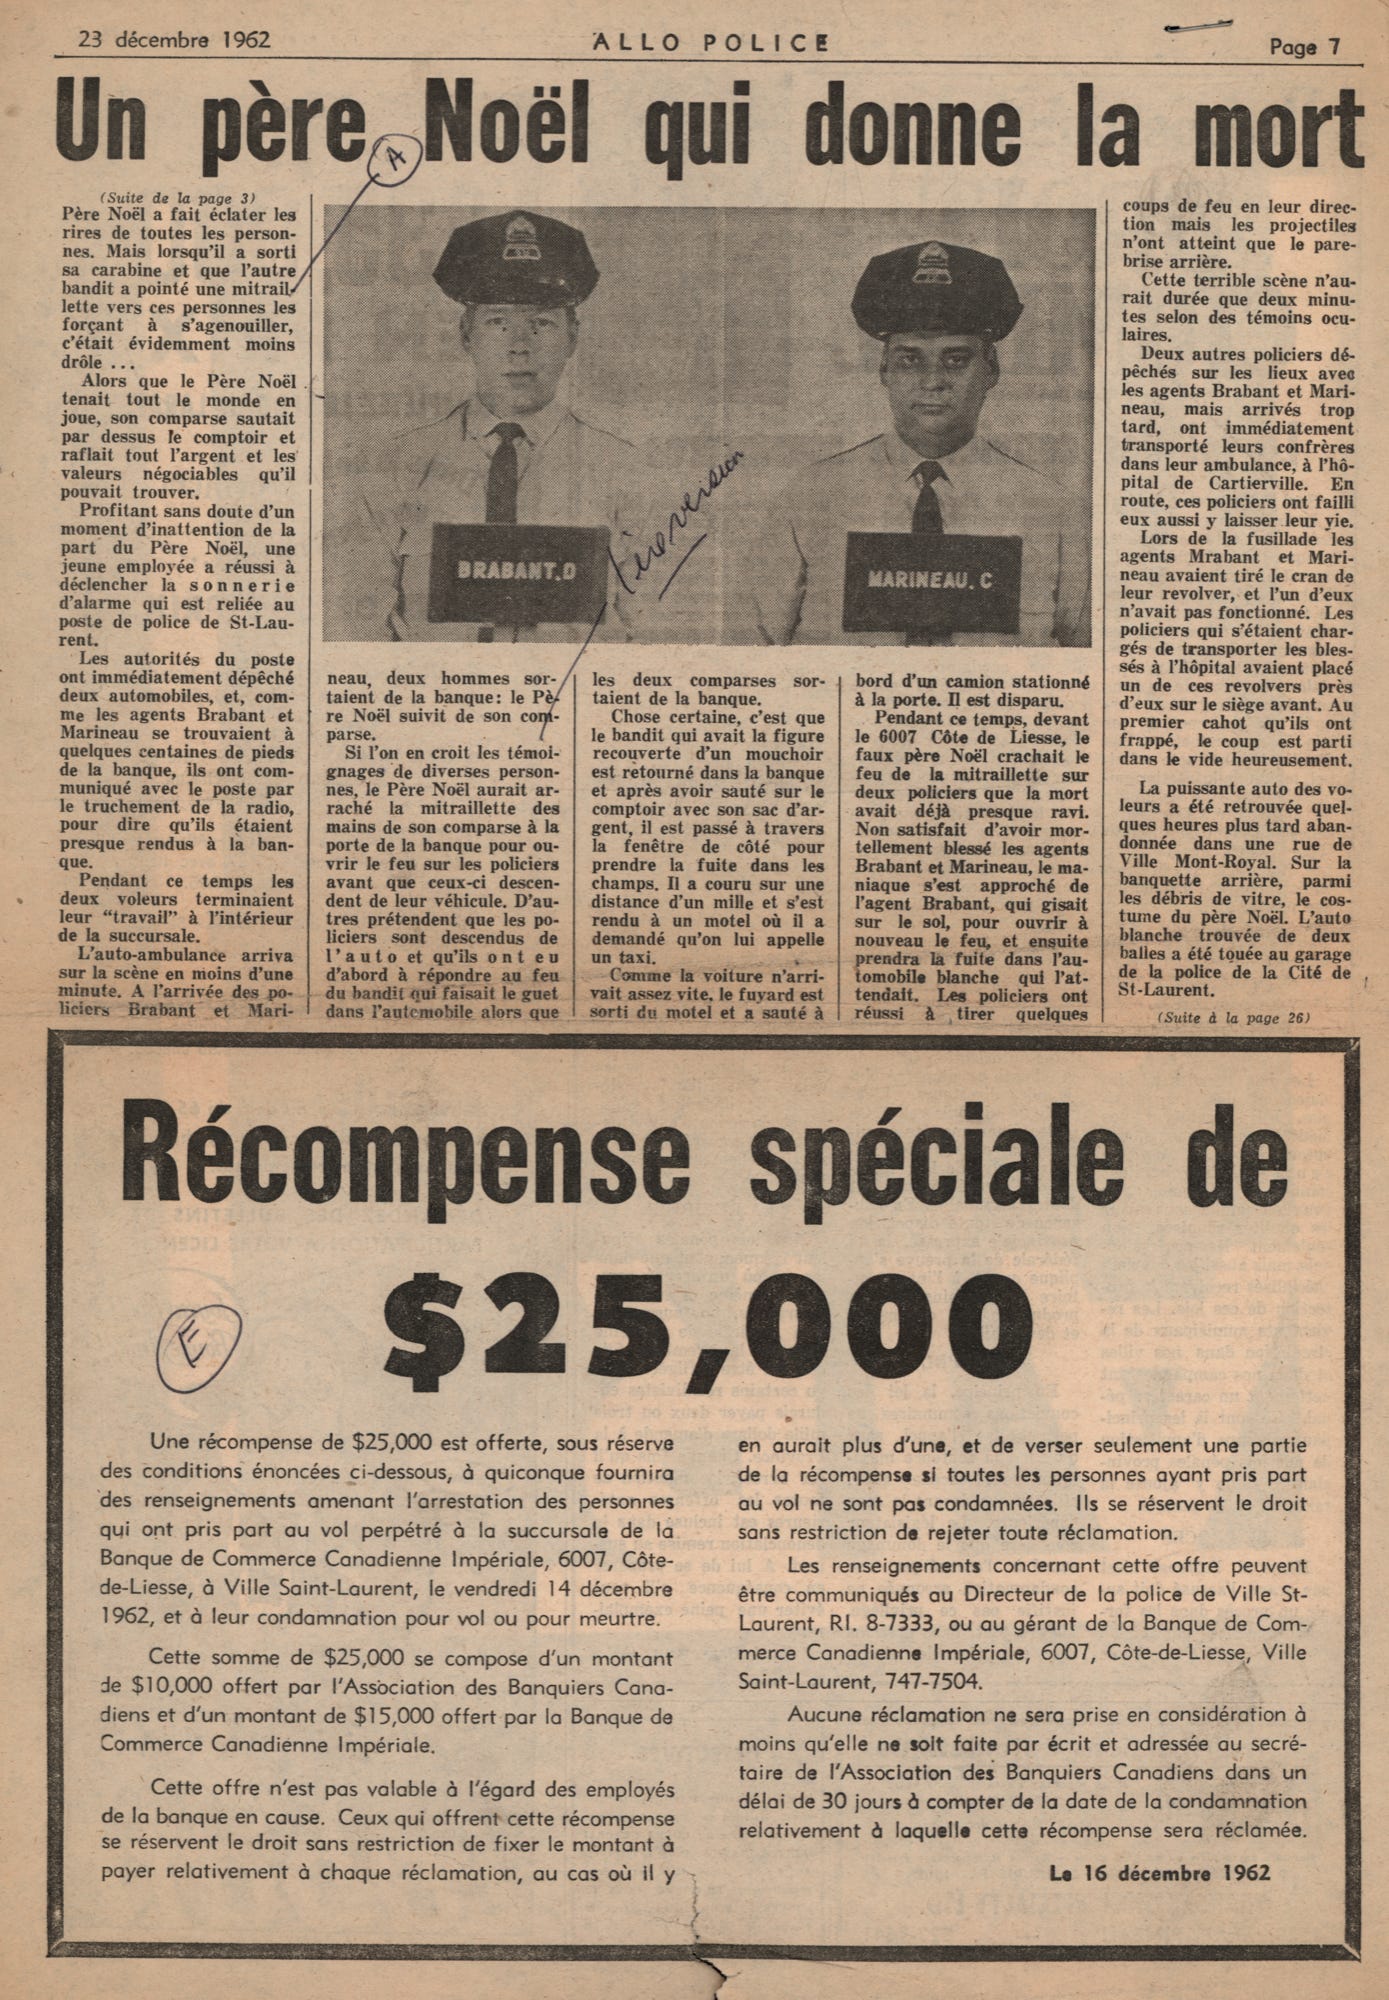 23 décembre 1962
ALLO POLICE
Page 7
Un père Noël qui donne la mort
A
(Suite de la page 3)
Père Noël a fait éclater les
rires de toutes les person-
nes. Mais lorsqu'il a sorti
sa carabine et que l'autre
bandit a pointé une mitrail-
lette vers ces personnes les
forçant à s'agenouiller,
c'était évidemment moins
drôle ...
Alors que le Père Noël
tenait tout le monde en
joue, son comparse sautait
par dessus le comptoir et
raflait tout l'argent et les
valeurs négociables qu'il
pouvait trouver.
Profitant sans doute d'un
moment d'inattention de la
part du Père Noël, une
jeune employée a réussi à
déclencher la sonnerie
d'alarme qui est reliée au
poste de police de St-Lau-
rent.
Les autorités du poste
ont immédiatement dépêché
deux automobiles, et, com-
me les agents Brabant et
Marineau se trouvaient à
quelques centaines de pieds
de la banque, ils ont com-
muniqué avec le poste par
le truchement de la radio,
pour dire qu'ils étaient
presque rendus à la ban-
que.
Pendant ce temps les
deux voleurs terminaient
leur "travail" à l'intérieur
de la succursale.
L'auto-ambulance arriva
sur la scène en moins d'une
minute. A l'arrivée des po-
liciers Brabant et Mari-
BRABANT.D
MARINEAU.C
1ère version
neau, deux hommes sor-
taient de la banque: le Pè-
re Noël suivit de son com-
parse.
Si l'on en croit les témoi-
gnages de diverses person-
nes, le Père Noël aurait ar-
raché la mitraillette des
mains de son comparse à la
porte de la banque pour ou-
vrir le feu sur les policiers
avant que ceux-ci descen-
dent de leur véhicule. D'au-
tres prétendent que les po-
liciers sont descendus de
l'auto et qu'ils ont eu
d'abord à répondre au feu
du bandit qui faisait le guet
dans l'automobile alors que
les deux comparses sor-
taient de la banque.
Chose certaine, c'est que
le bandit qui avait la figure
recouverte d'un mouchoir
est retourné dans la banque
et après avoir sauté sur le
comptoir avec son sac d'ar-
gent, il est passé à travers
la fenêtre de côté pour
prendre la fuite dans les
champs. Il a couru sur une
distance d'un mille et s'est
rendu à un motel où il a
demandé qu'on lui appelle
un taxi.
Comme la voiture n'arri-
vait assez vite, le fuyard est
sorti du motel et a sauté à
bord d'un camion stationné
à la porte. Il est disparu.
Pendant ce temps, devant
le 6007 Côte de Liesse, le
faux père Noël crachait le
feu de la mitraillette sur
deux policiers que la mort
avait déjà presque ravi.
Non satisfait d'avoir mor-
tellement blessé les agents
Brabant et Marineau, le ma-
niaque s'est approché de
l'agent Brabant, qui gisait
sur le sol, pour ouvrir à
nouveau le feu, et ensuite
prendra la fuite dans l'au-
tomobile blanche qui l'at-
tendait. Les policiers ont
réussi à tirer quelques
coups de feu en leur direc-
tion mais les projectiles
n'ont atteint que le pare-
brise arrière.
Cette terrible scène n'au-
rait durée que deux minu-
tes selon des témoins ocu-
laires.
Deux autres policiers dé-
pêchés sur les lieux avec
les agents Brabant et Mari-
neau, mais arrivés trop
tard, ont immédiatement
transporté leurs confrères
dans leur ambulance, à l'hô-
pital de Cartierville. En
route, ces policiers ont failli
eux aussi y laisser leur vie.
Lors de la fusillade les
agents Mrabant et Mari-
neau avaient tiré le cran de
leur revolver, et l'un d'eux
n'avait pas fonctionné. Les
policiers qui s'étaient char-
gés de transporter les bles-
sés à l'hôpital avaient placé
un de ces revolvers près
d'eux sur le siège avant. Au
premier cahot qu'ils ont
frappé, le coup est parti
dans le vide heureusement.
La puissante auto des vo-
leurs a été retrouvée quel-
ques heures plus tard aban-
donnée dans une rue de
Ville Mont-Royal. Sur la
banquette arrière, parmi
les débris de vitre, le cos-
tume du père Noël. L'auto
blanche trouvée de deux
balles a été touée au garage
de la police de la Cité de
St-Laurent.
(Suite à la page 26)
Récompense spéciale de
$25,000
E
Une récompense de $25,000 est offerte, sous réserve
des conditions énoncées ci-dessous, à quiconque fournira
des renseignements amenant l'arrestation des personnes
qui ont pris part au vol perpétré à la succursale de la
Banque de Commerce Canadienne Impériale, 6007, Côte-
de-Liesse, à Ville Saint-Laurent, le vendredi 14 décembre
1962, et à leur condamnation pour vol ou pour meurtre.
Cette somme de $25,000 se compose d'un montant
de $10,000 offert par l'Association des Banquiers Cana-
diens et d'un montant de $15,000 offert par la Banque de
Commerce Canadienne Impériale.
Cette offre n'est pas valable à l'égard des employés
de la banque en cause. Ceux qui offrent cette récompense
se réservent le droit sans restriction de fixer le montant à
payer relativement à chaque réclamation, au cas où il y
en aurait plus d'une, et de verser seulement une partie
de la récompense si toutes les personnes ayant pris part
au vol ne sont pas condamnées. Ils se réservent le droit
sans restriction de rejeter toute réclamation.
Les renseignements concernant cette offre peuvent
être communiqués au Directeur de la police de Ville St-
Laurent, RI. 8-7333, ou au gérant de la Banque de Com-
merce Canadienne Impériale, 6007, Côte-de-Liesse, Ville
Saint-Laurent, 747-7504.
Aucune réclamation ne sera prise en considération à
moins qu'elle ne soit faite par écrit et adressée au secré-
taire de l'Association des Banquiers Canadiens dans un
délai de 30 jours à compter de la date de la condamnation
relativement à laquelle cette récompense sera réclamée.
Le 16 décembre 1962